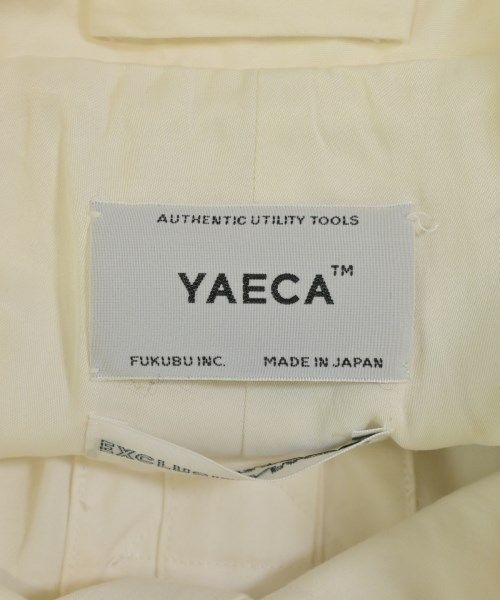 AUTHENTIC UTILITY TOOLS
YAECA™
FUKUBU INC. MADE IN JAPAN